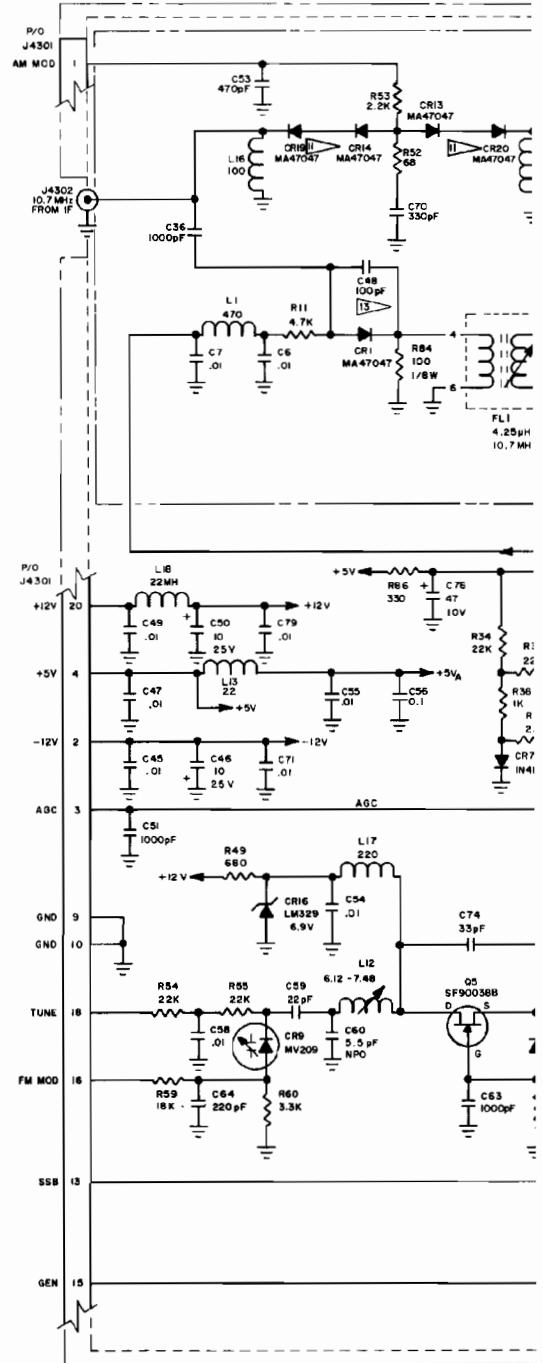 P/O
J4301
AM MOD 1
C53
470pF
R53
2.2K
CR13
MA47047
CR19
MA47047
11
CR14
MA47047
11
CR20
MA47047
L16
100
R52
68
J4302
10.7 MHz
FROM IF
C70
330pF
C36
1000pF
C48
100pF
13
L1
470
R11
4.7K
C7
.01
C6
.01
CR1
MA47047
R84
100
1/8W
4
6
FL1
4.25µH
10.7 MH
P/O
J4301
L18
22MH
+5V
R86
330
+
C76
47
10V
+12V 20
+12V
C49
.01
+
C50
10
25V
C79
.01
R34
22K
+5V 4
L13
22
+5VA
R36
1K
C47
.01
+5V
C55
.01
C56
0.1
-12V 2
-12V
C45
.01
+
C46
10
25V
C71
.01
CR7
AGC 3
AGC
C51
1000pF
R49
680
L17
220
+12V
CR16
LM329
6.9V
C54
.01
GND 9
GND 10
C74
33pF
L12
6.12 - 7.48
Q5
SF90038B
R54
22K
R55
22K
C59
22pF
TUNE 18
D
S
G
C58
.01
CR9
MV209
C60
5.5pF
NPO
FM MOD 16
R59
18K
C64
220pF
R60
3.3K
C63
1000pF
SSB 13
GEN 15